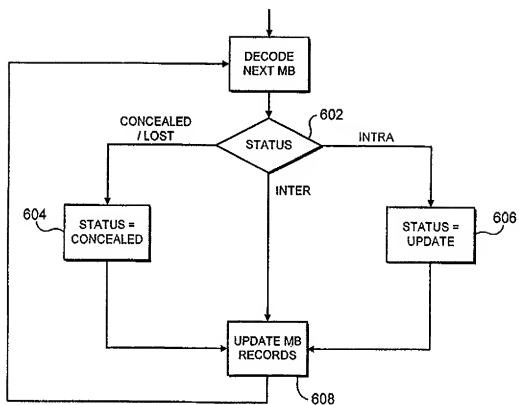 DECODE
NEXT MB
602
CONCEALED
/ LOST
STATUS
INTRA
INTER
604
STATUS =
CONCEALED
STATUS =
UPDATE
606
UPDATE MB
RECORDS
608